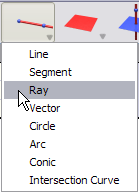 Line
Segment
Ray
Vector
Circle
Arc
Conic
Intersection Curve